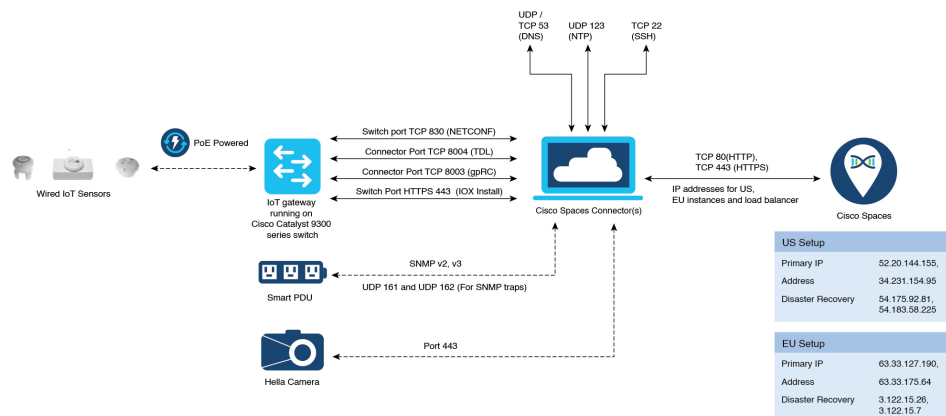 UDP /
TCP 53
(DNS)
UDP 123
(NTP)
TCP 22
(SSH)
PoE Powered
Wired IoT Sensors
IoT gateway
running on
Cisco Catalyst 9300
series switch
Switch port TCP 830 (NETCONF)
Connector Port TCP 8004 (TDL)
Connector Port TCP 8003 (gpRC)
Switch Port HTTPS 443 (IOX Install)
Cisco Spaces Connector(s)
TCP 80(HTTP),
TCP 443 (HTTPS)
IP addresses for US,
EU instances and load balancer
Cisco Spaces
SNMP v2, v3
UDP 161 and UDP 162 (For SNMP traps)
Smart PDU
Port 443
Hella Camera
US Setup
Primary IP 52.20.144.155,
Address 34.231.154.95
Disaster Recovery 54.175.92.81,
54.183.58.225
EU Setup
Primary IP 63.33.127.190,
Address 63.33.175.64
Disaster Recovery 3.122.15.26,
3.122.15.7